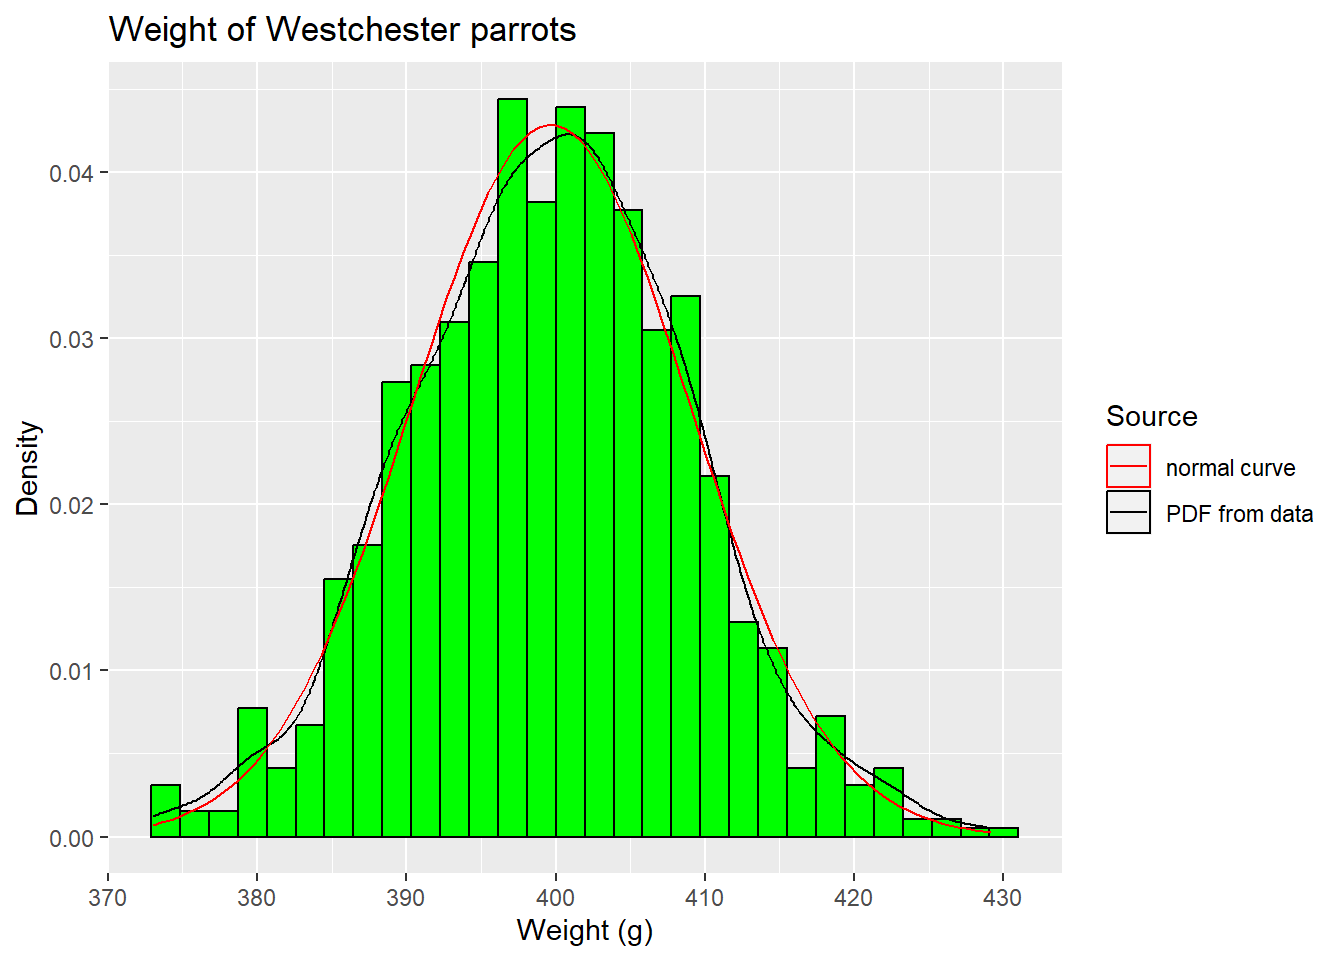 Weight of Westchester parrots
Density
0.04
0.03
0.02
0.01
0.00
370 380 390 400 410 420 430
Weight (g)
Source
normal curve
PDF from data